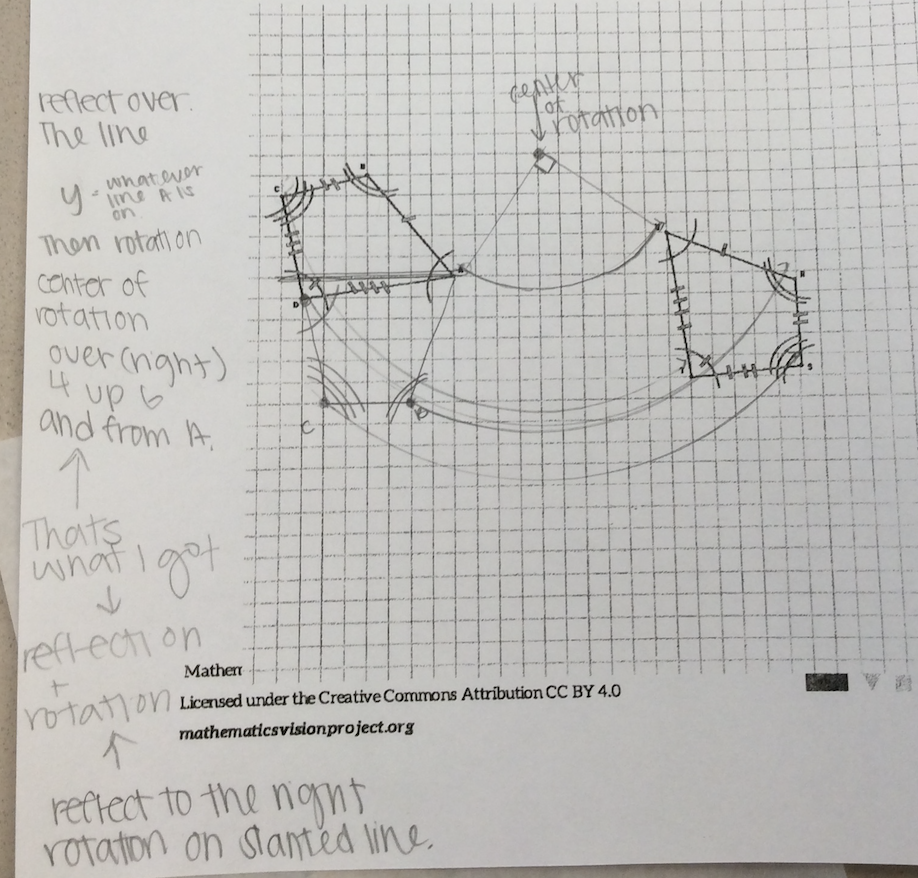 center
of
rotation
reflect over
The line
y = whatever
line A is
on
Then rotation
center of
rotation
over (right)
4 up 6
and from A.
Thats
what I got
reflection
+
rotation
reflect to the right
rotation on slanted line.
C
B
D
A
C
B
Mathem
Licensed under the Creative Commons Attribution CC BY 4.0
mathematicsvisionproject.org